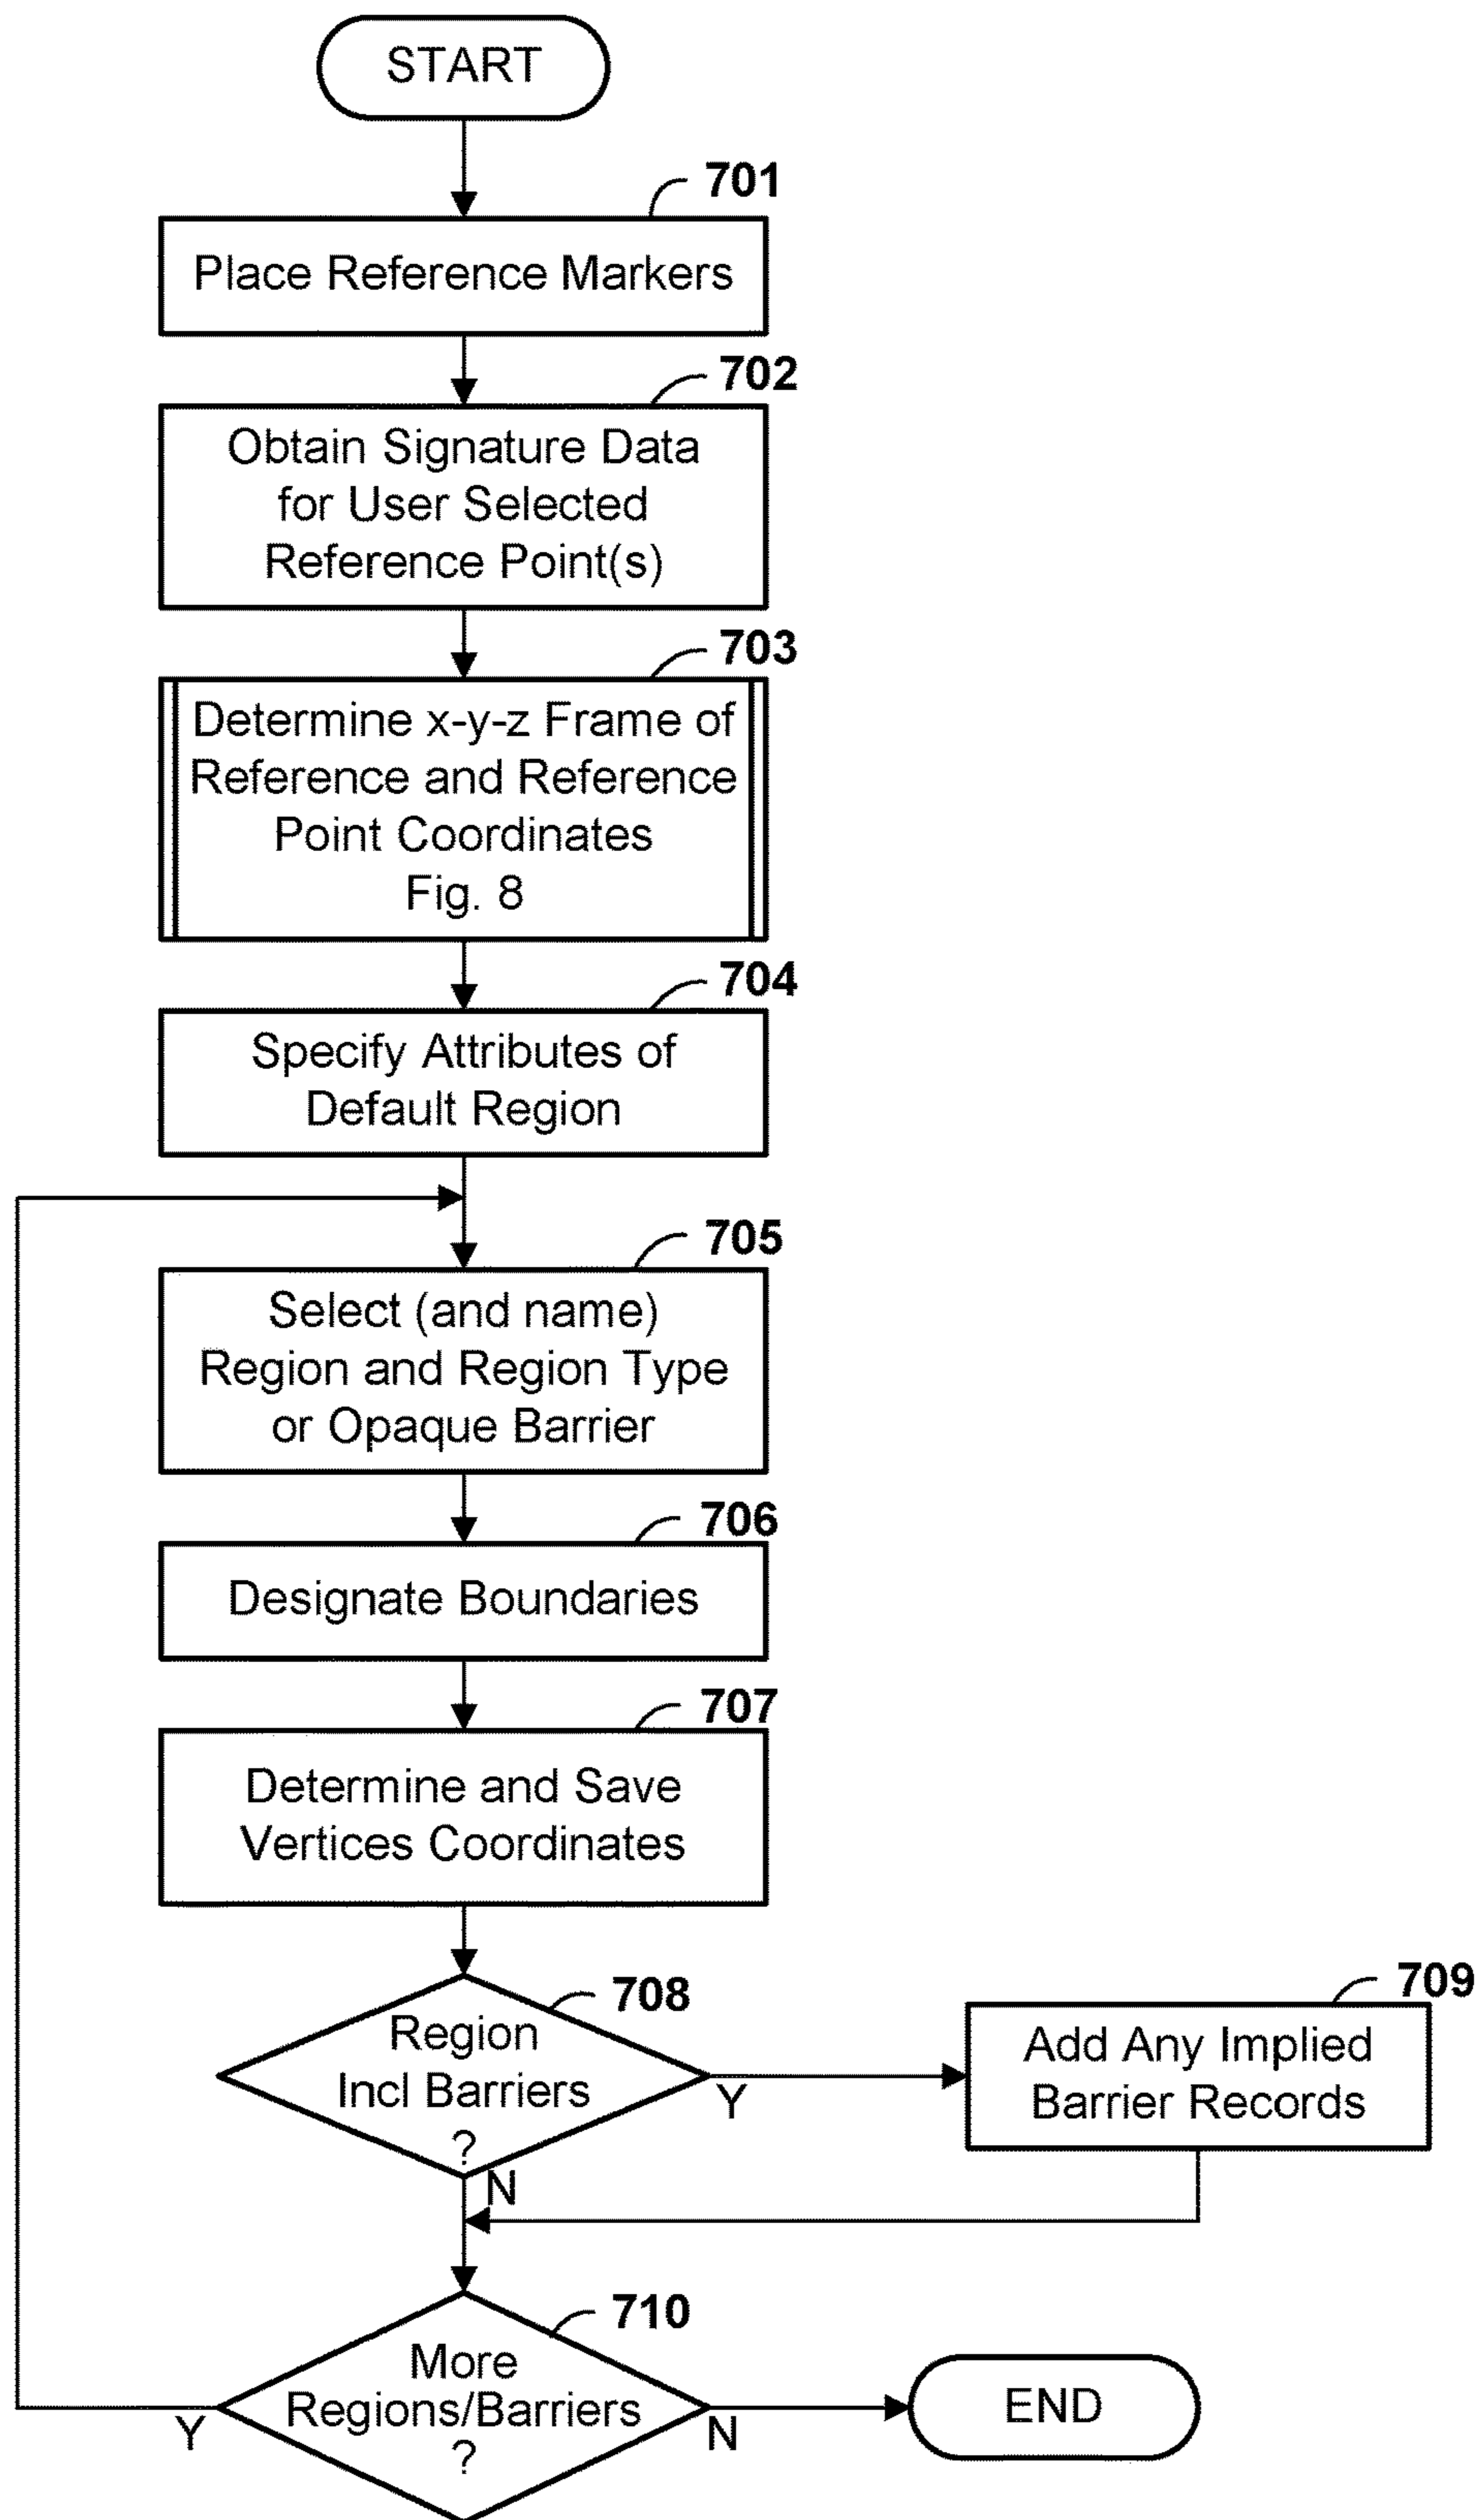 START
701
Place Reference Markers
702
Obtain Signature Data
for User Selected
Reference Point(s)
703
Determine x-y-z Frame of
Reference and Reference
Point Coordinates
Fig. 8
704
Specify Attributes of
Default Region
705
Select (and name)
Region and Region Type
or Opaque Barrier
706
Designate Boundaries
707
Determine and Save
Vertices Coordinates
708
Region
Incl Barriers
?
Y
N
709
Add Any Implied
Barrier Records
710
More
Regions/Barriers
?
Y
N
END